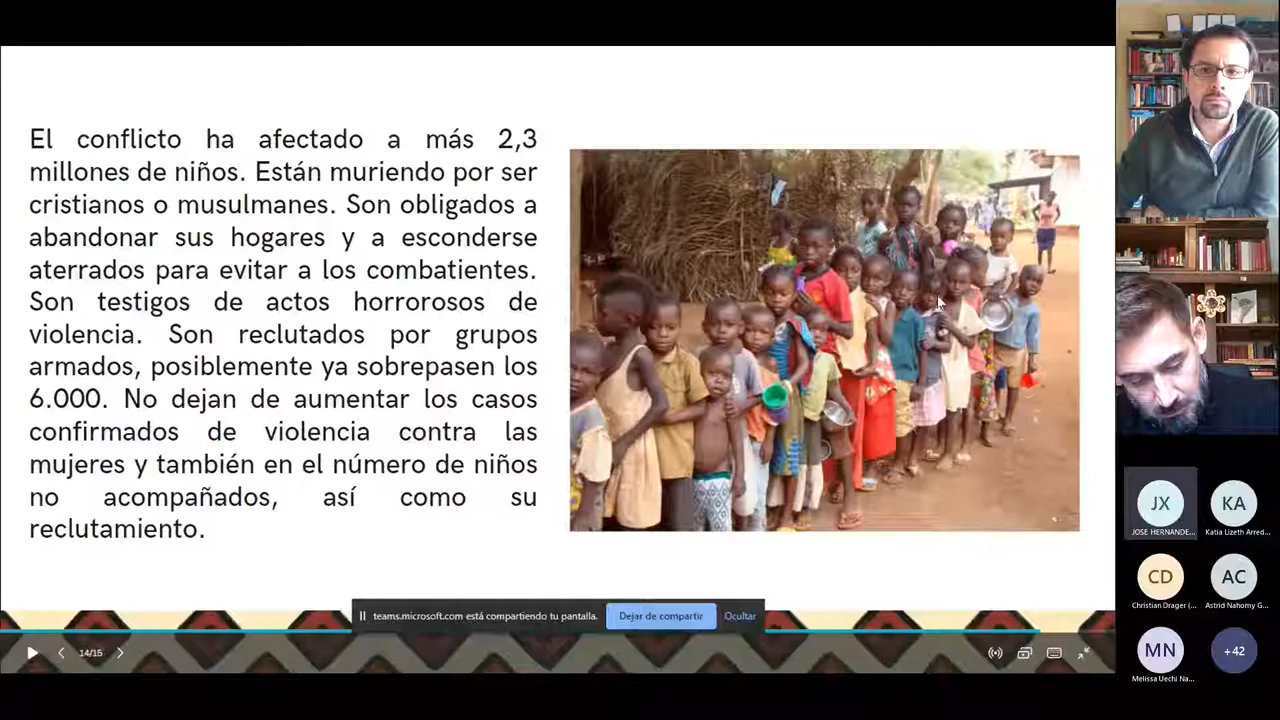 El conflicto ha afectado a más 2,3
millones de niños. Están muriendo por ser
cristianos o musulmanes. Son obligados a
abandonar sus hogares y a esconderse
aterrados para evitar a los combatientes.
Son testigos de actos horrorosos de
violencia. Son reclutados por grupos
armados, posiblemente ya sobrepasen los
6.000. No dejan de aumentar los casos
confirmados de violencia contra las
mujeres y también en el número de niños
no acompañados, así como su
reclutamiento.
teams.microsoft.com está compartiendo tu pantalla.
Dejar de compartir
Ocultar
14/15
JX
JOSE HERNANDE...
KA
Katia Lizeth Arred...
CD
Christian Drager (...
AC
Astrid Nahomy G...
MN
Melissa Uechi Na...
+42